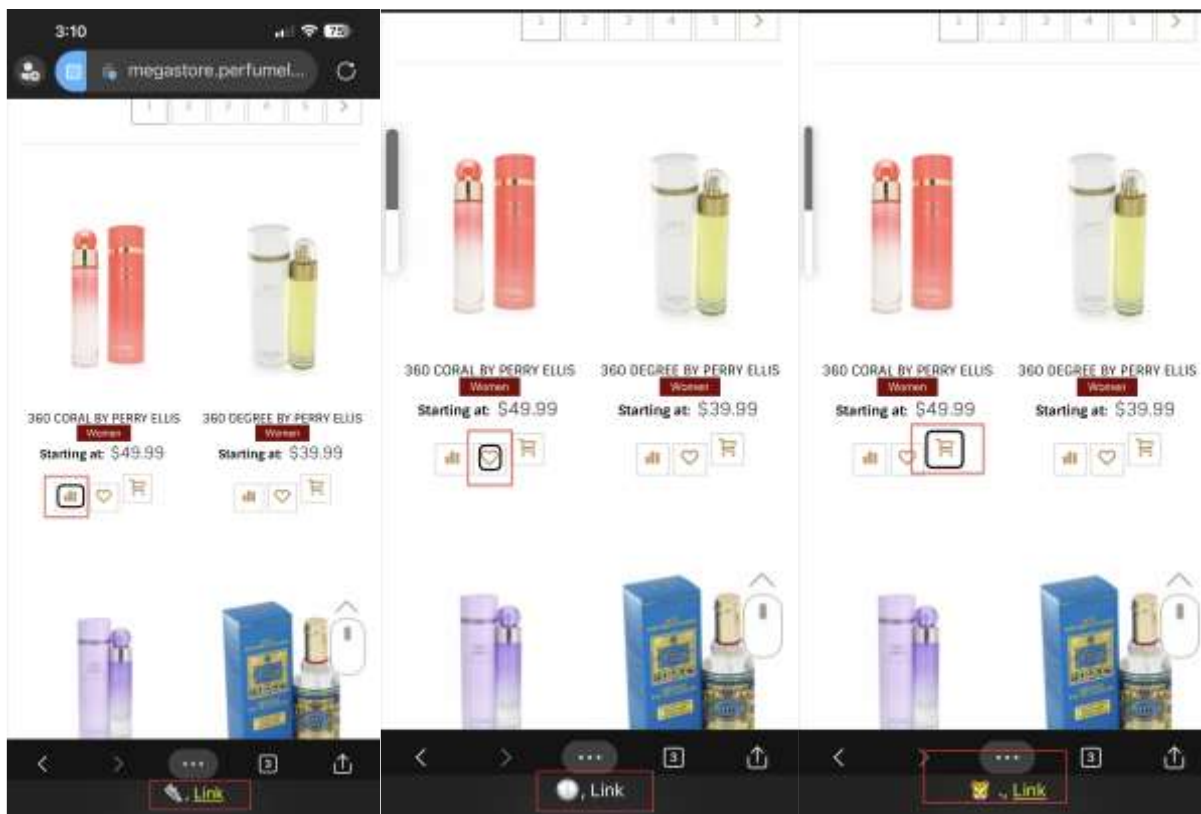 3:10
75
megastore.perfumel...
1 2 3 4 5 >
360 CORAL BY PERRY ELLIS
Women
Starting at: $49.99
360 DEGREE BY PERRY ELLIS
Women
Starting at: $39.99
3
, Link
1 2 3 4 5 >
360 CORAL BY PERRY ELLIS
Women
Starting at: $49.99
360 DEGREE BY PERRY ELLIS
Women
Starting at: $39.99
3
, Link
1 2 3 4 5 >
360 CORAL BY PERRY ELLIS
Women
Starting at: $49.99
360 DEGREE BY PERRY ELLIS
Women
Starting at: $39.99
3
., Link